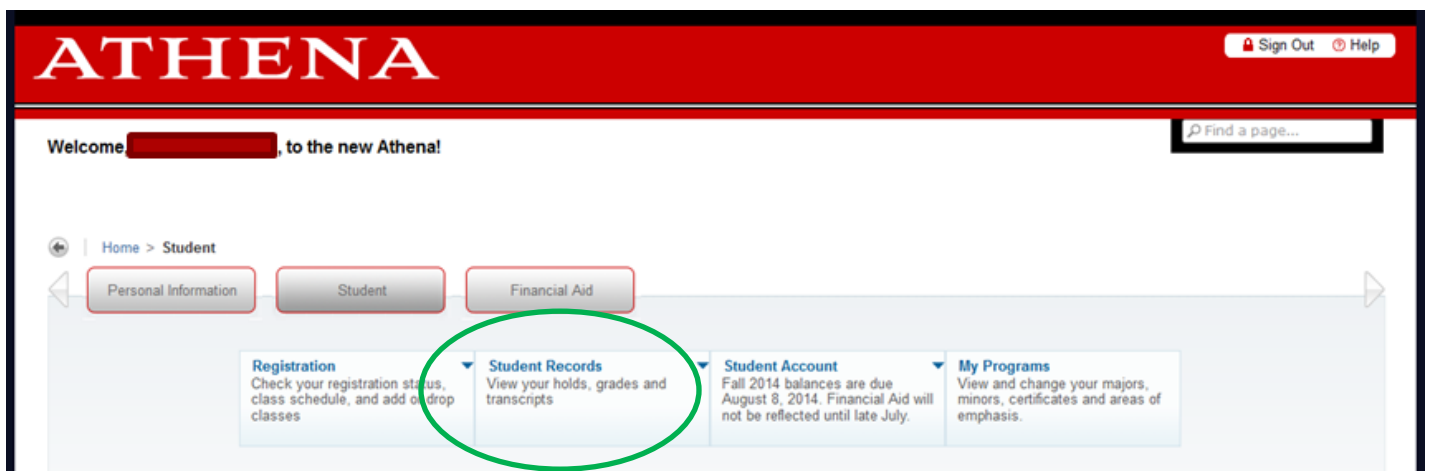 ATHENA
Sign Out Help
Welcome, , to the new Athena!
Find a page...
Home > Student
Personal Information
Student
Financial Aid
Registration
Check your registration status,
class schedule, and add or drop
classes
Student Records
View your holds, grades and
transcripts
Student Account
Fall 2014 balances are due
August 8, 2014. Financial Aid will
not be reflected until late July.
My Programs
View and change your majors,
minors, certificates and areas of
emphasis.